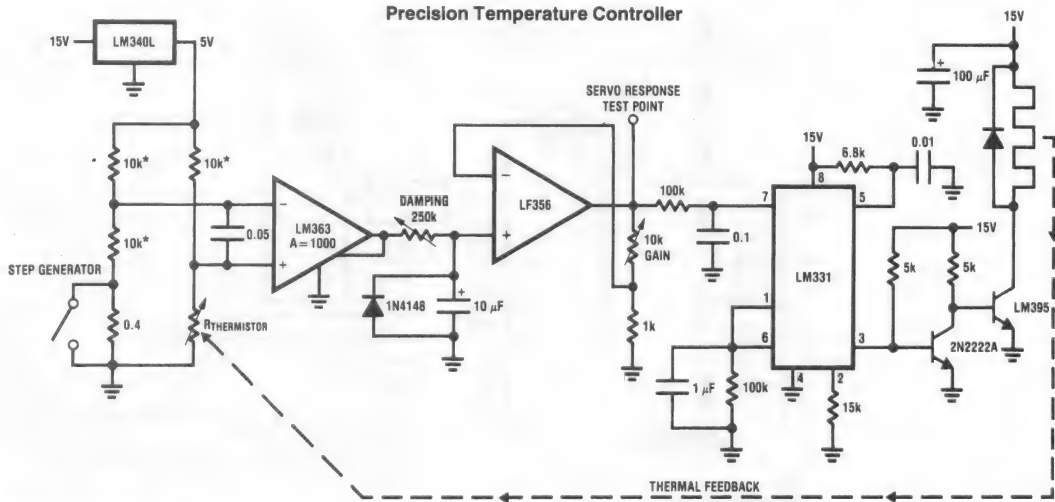 Precision Temperature Controller
15V
LM340L
5V
10k*
10k*
10k*
0.05
STEP GENERATOR
0.4
RTHERMISTOR
−
+
LM363
A = 1000
DAMPING
250k
1N4148
+
10 µF
−
+
LF356
SERVO RESPONSE
TEST POINT
100k
0.1
10k
GAIN
1k
15V
6.8k
0.01
8
7
5
LM331
1
6
3
4
2
1 µF
100k
15k
15V
+
100 µF
15V
5k
5k
LM395
2N2222A
THERMAL FEEDBACK